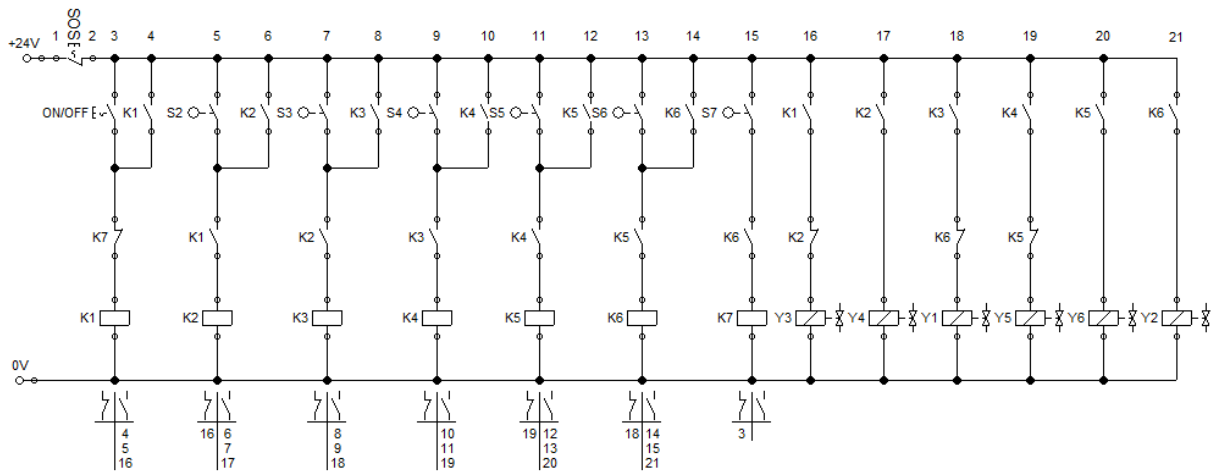 SOS
1 2 3 4 5 6 7 8 9 10 11 12 13 14 15 16 17 18 19 20 21
+24V
ON/OFF K1 S2 K2 S3 K3 S4 K4 S5 K5 S6 K6 S7 K1 K2 K3 K4 K5 K6
K7 K1 K2 K3 K4 K5 K6 K2 K6 K5
K1 K2 K3 K4 K5 K6 K7 Y3 Y4 Y1 Y5 Y6 Y2
0V
4 16 6 8 10 19 12 18 14 3
5 7 9 11 13 15
16 17 18 19 20 21